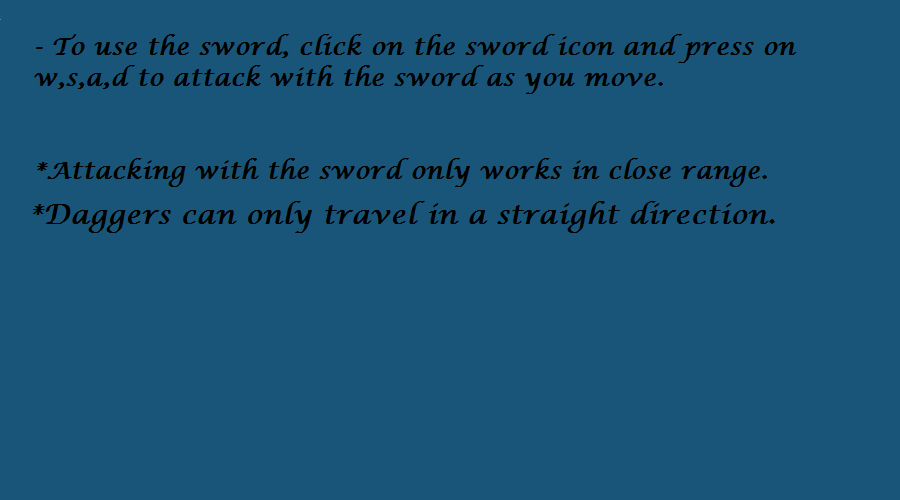 - To use the sword, click on the sword icon and press on
w,s,a,d to attack with the sword as you move.
*Attacking with the sword only works in close range.
*Daggers can only travel in a straight direction.